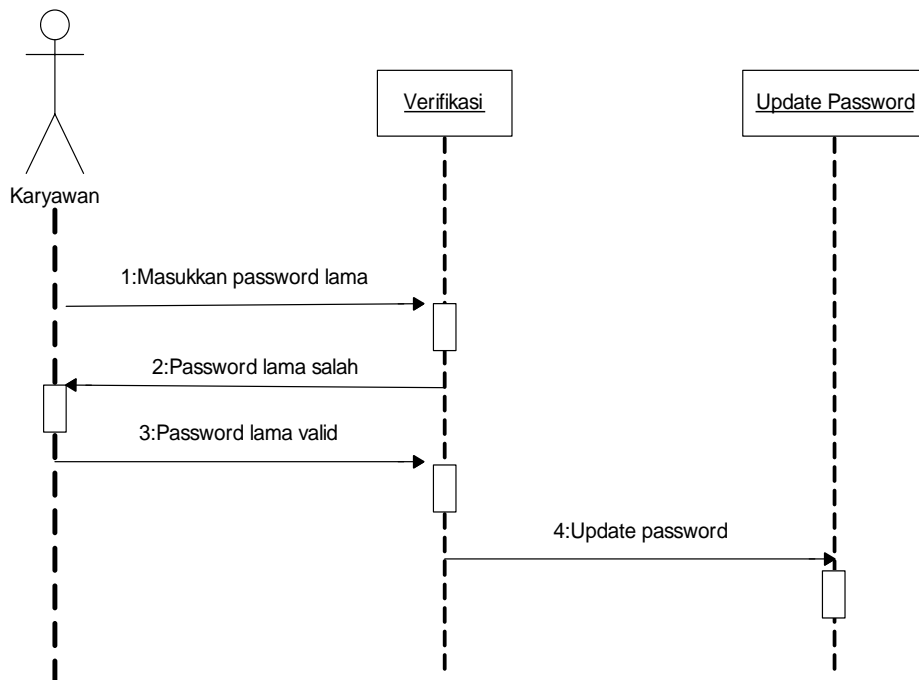 Verifikasi
Update Password
Karyawan
1:Masukkan password lama
2:Password lama salah
3:Password lama valid
4:Update password